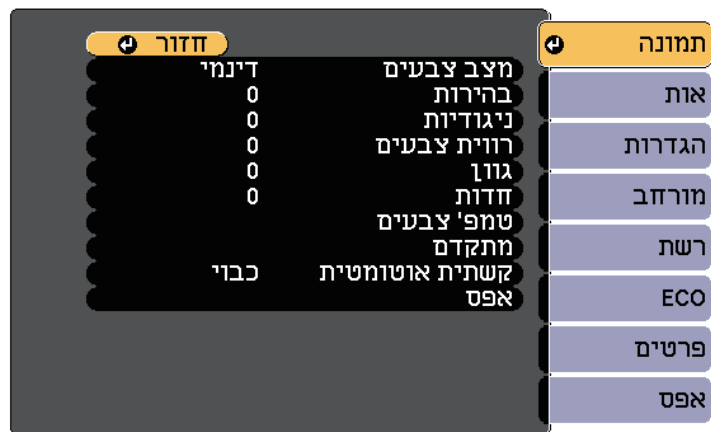 תמונה
אות
הגדרות
מורחב
רשת
ECO
פרטים
אפס
חזור
מצב צבעים דינמי
בהירות 0
ניגודיות 0
רווית צבעים 0
גוון 0
חדות 0
טמפ' צבעים
מתקדם
קשתית אוטומטית כבוי
אפס